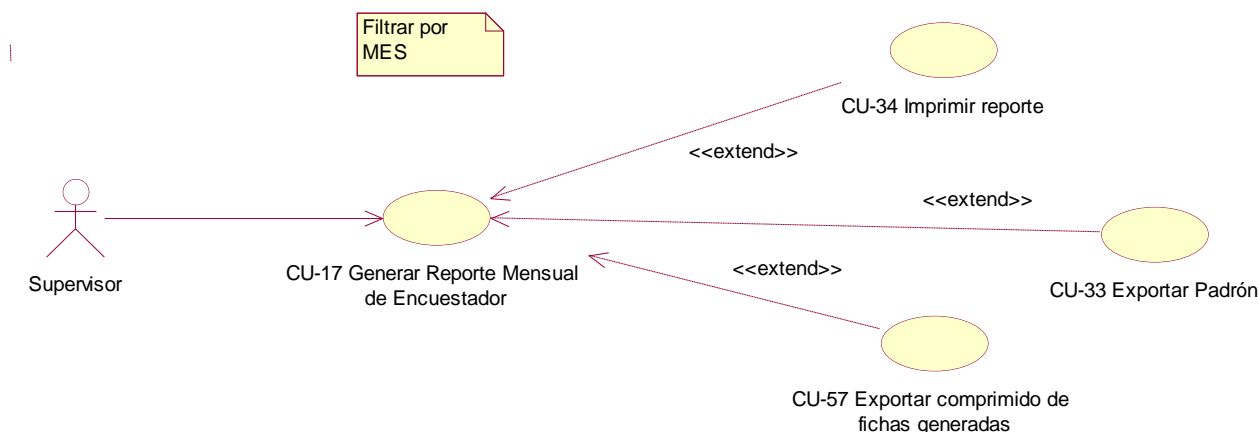 Filtrar por
MES
CU-34 Imprimir reporte
<<extend>>
<<extend>>
Supervisor
CU-17 Generar Reporte Mensual
de Encuestador
<<extend>>
CU-33 Exportar Padrón
CU-57 Exportar comprimido de
fichas generadas